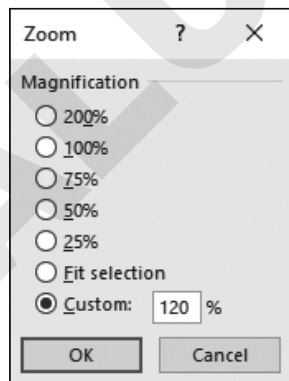 Zoom ? ×
Magnification
200%
100%
75%
50%
25%
Fit selection
Custom: 120 %
OK Cancel